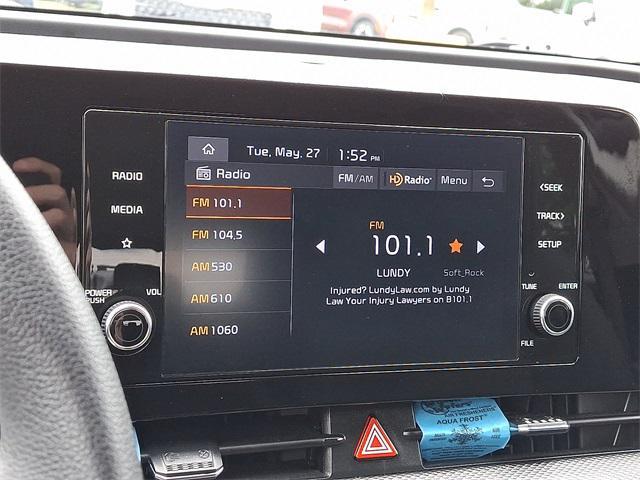 Tue, May. 27 1:52 PM
Radio FM/AM HD Radio Menu
FM 101.1
FM 104.5
AM 530
AM 610
AM 1060
FM
101.1
LUNDY Soft_Rock
Injured? LundyLaw.com by Lundy
Law Your Injury Lawyers on B101.1
RADIO
MEDIA
POWER VOL
PUSH
<SEEK
TRACK>
SETUP
TUNE ENTER
FILE
AIR FRESHENERS
AQUA FROST